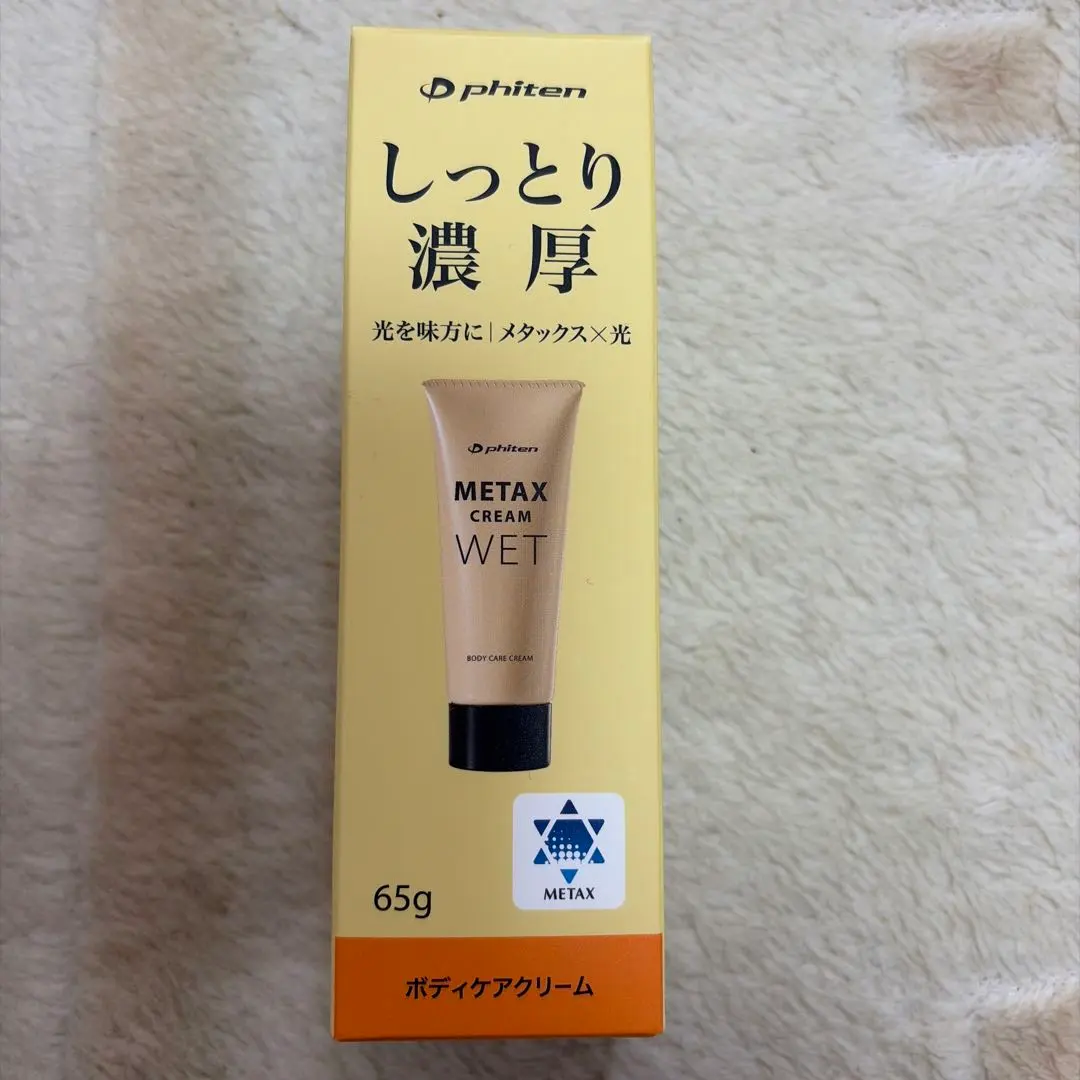 phiten
しっとり
濃厚
光を味方に|メタックス×光
phiten
METAX
CREAM
WET
BODY CARE CREAM
METAX
65g
ボディケアクリーム